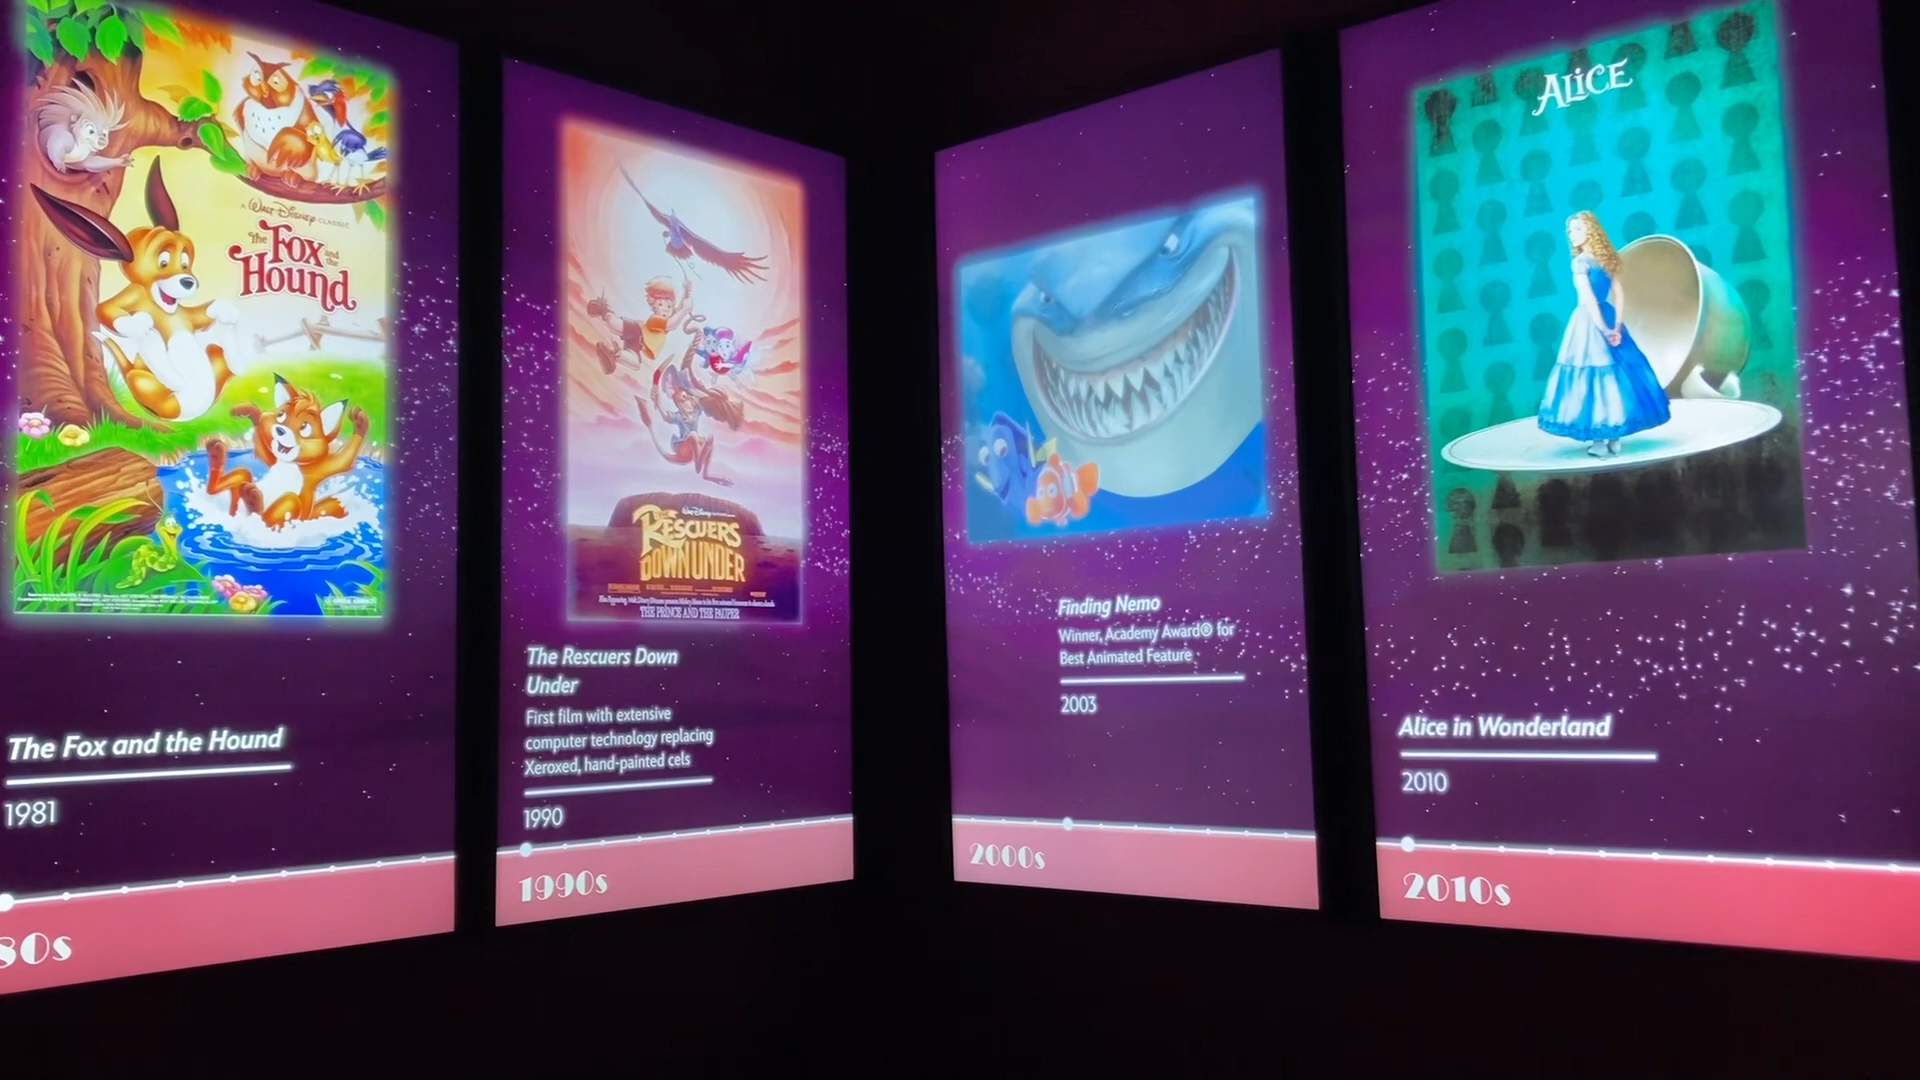 A WALT DISNEY CLASSIC
The
Fox
and
the
Hound
The Fox and the Hound
1981
80s
WALT DISNEY
RESCUERS
DOWN UNDER
THE PRINCE AND THE PAUPER
The Rescuers Down
Under
First film with extensive
computer technology replacing
Xeroxed, hand-painted cels
1990
1990s
Finding Nemo
Winner, Academy Award® for
Best Animated Feature
2003
2000s
ALICE
Alice in Wonderland
2010
2010s